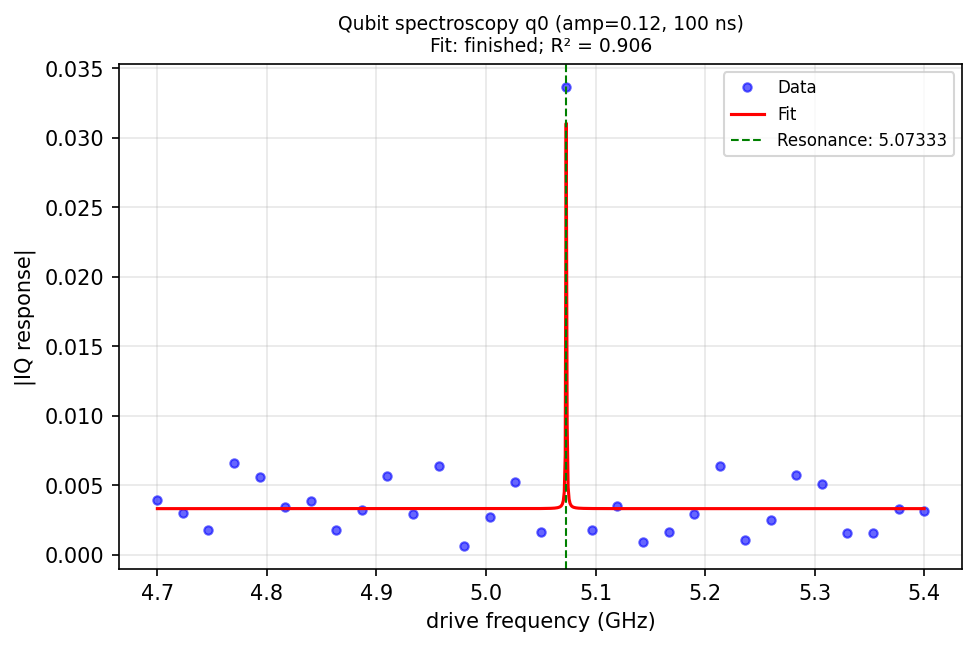 Qubit spectroscopy q0 (amp=0.12, 100 ns)
Fit: finished; R² = 0.906
0.035
0.030
0.025
0.020
0.015
0.010
0.005
0.000
|IQ response|
Data
Fit
Resonance: 5.07333
4.7 4.8 4.9 5.0 5.1 5.2 5.3 5.4
drive frequency (GHz)